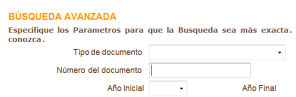 BÚSQUEDA AVANZADA
Especifique los Parametros para que la Busqueda sea más exacta.
conozca.
Tipo de documento
Número del documento
Año Inicial Año Final